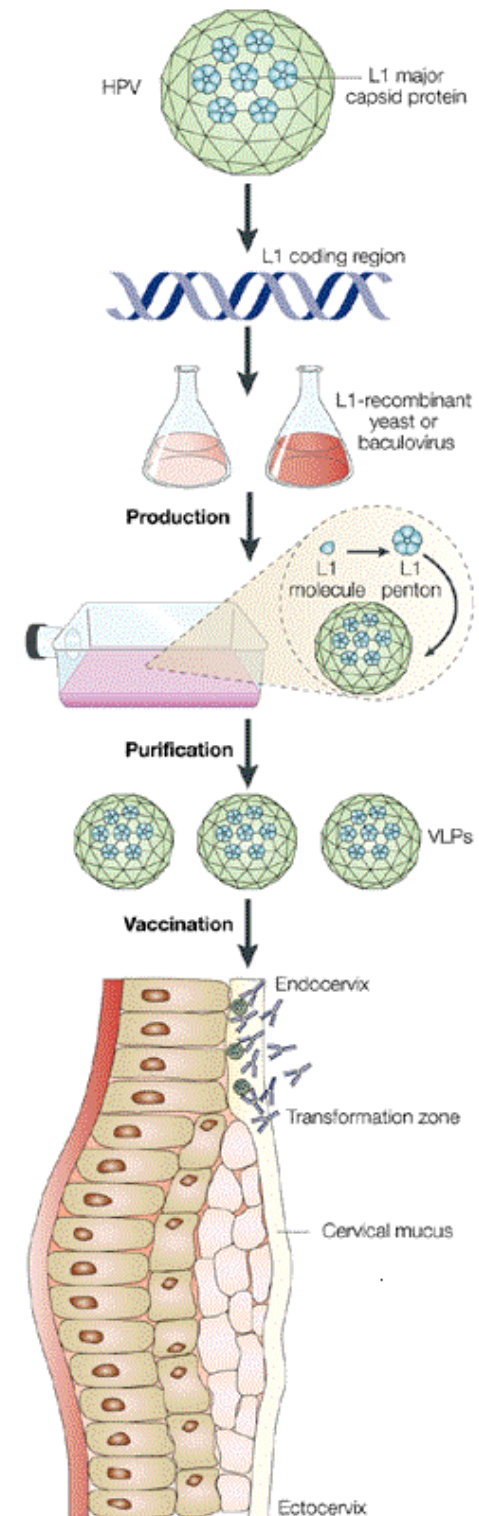 HPV
L1 major
capsid protein
L1 coding region
L1-recombinant
yeast or
baculovirus
Production
L1
molecule
L1
penton
Purification
VLPs
Vaccination
Endocervix
Transformation zone
Cervical mucus
Ectocervix